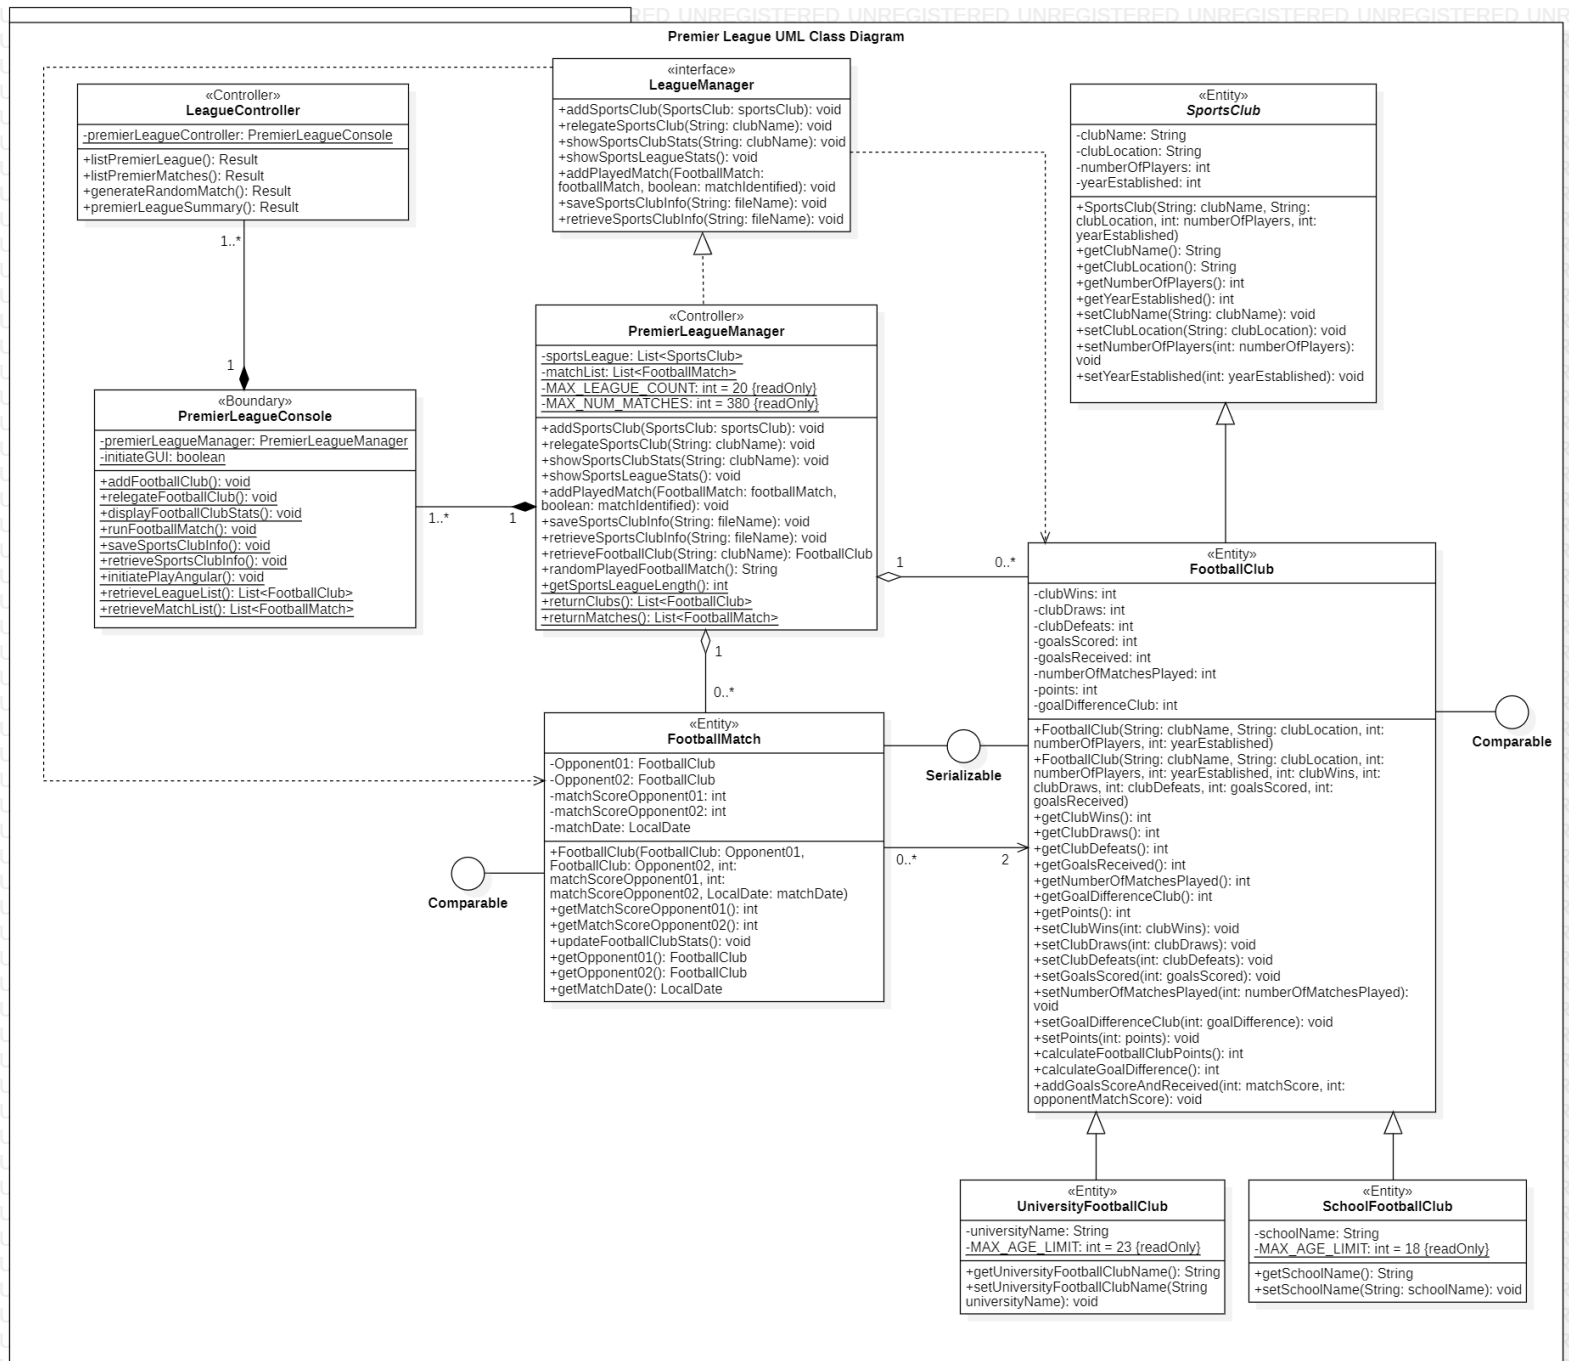 RED UNREGISTERED UNREGISTERED UNREGISTERED UNREGISTERED UNREGISTERED UNR
Premier League UML Class Diagram
«Controller»
LeagueController
-premierLeagueController: PremierLeagueConsole
+listPremierLeague(): Result
+listPremierMatches(): Result
+generateRandomMatch(): Result
+premierLeagueSummary(): Result
1..*
1
«interface»
LeagueManager
+addSportsClub(SportsClub: sportsClub): void
+relegateSportsClub(String: clubName): void
+showSportsClubStats(String: clubName): void
+showSportsLeagueStats(): void
+addPlayedMatch(FootballMatch:
footballMatch, boolean: matchIdentified): void
+saveSportsClubInfo(String: fileName): void
+retrieveSportsClubInfo(String: fileName): void
«Entity»
SportsClub
-clubName: String
-clubLocation: String
-numberOfPlayers: int
-yearEstablished: int
+SportsClub(String: clubName, String:
clubLocation, int: numberOfPlayers, int:
yearEstablished)
+getClubName(): String
+getClubLocation(): String
+getNumberOfPlayers(): int
+getYearEstablished(): int
+setClubName(String: clubName): void
+setClubLocation(String: clubLocation): void
+setNumberOfPlayers(int: numberOfPlayers):
void
+setYearEstablished(int: yearEstablished): void
«Boundary»
PremierLeagueConsole
-premierLeagueManager: PremierLeagueManager
-initiateGUI: boolean
+addFootballClub(): void
+relegateFootballClub(): void
+displayFootballClubStats(): void
+runFootballMatch(): void
+saveSportsClubInfo(): void
+retrieveSportsClubInfo(): void
+initiatePlayAngular(): void
+retrieveLeagueList(): List<FootballClub>
+retrieveMatchList(): List<FootballMatch>
1..*
1
«Controller»
PremierLeagueManager
-sportsLeague: List<SportsClub>
-matchList: List<FootballMatch>
-MAX_LEAGUE_COUNT: int = 20 {readOnly}
-MAX_NUM_MATCHES: int = 380 {readOnly}
+addSportsClub(SportsClub: sportsClub): void
+relegateSportsClub(String: clubName): void
+showSportsClubStats(String: clubName): void
+showSportsLeagueStats(): void
+addPlayedMatch(FootballMatch: footballMatch,
boolean: matchIdentified): void
+saveSportsClubInfo(String: fileName): void
+retrieveSportsClubInfo(String: fileName): void
+retrieveFootballClub(String: clubName): FootballClub
+randomPlayedFootballMatch(): String
+getSportsLeagueLength(): int
+returnClubs(): List<FootballClub>
+returnMatches(): List<FootballMatch>
1
0..*
1
0..*
«Entity»
FootballClub
-clubWins: int
-clubDraws: int
-clubDefeats: int
-goalsScored: int
-goalsReceived: int
-numberOfMatchesPlayed: int
-points: int
-goalDifferenceClub: int
+FootballClub(String: clubName, String: clubLocation, int:
numberOfPlayers, int: yearEstablished)
+FootballClub(String: clubName, String: clubLocation, int:
numberOfPlayers, int: yearEstablished, int: clubWins, int:
clubDraws, int: clubDefeats, int: goalsScored, int:
goalsReceived)
+getClubWins(): int
+getClubDraws(): int
+getClubDefeats(): int
+getGoalsReceived(): int
+getNumberOfMatchesPlayed(): int
+getGoalDifferenceClub(): int
+getPoints(): int
+setClubWins(int: clubWins): void
+setClubDraws(int: clubDraws): void
+setClubDefeats(int: clubDefeats): void
+setGoalsScored(int: goalsScored): void
+setNumberOfMatchesPlayed(int: numberOfMatchesPlayed):
void
+setGoalDifferenceClub(int: goalDifference): void
+setPoints(int: points): void
+calculateFootballClubPoints(): int
+calculateGoalDifference(): int
+addGoalsScoreAndReceived(int: matchScore, int:
opponentMatchScore): void
Comparable
«Entity»
FootballMatch
-Opponent01: FootballClub
-Opponent02: FootballClub
-matchScoreOpponent01: int
-matchScoreOpponent02: int
-matchDate: LocalDate
+FootballClub(FootballClub: Opponent01,
FootballClub: Opponent02, int:
matchScoreOpponent01, int:
matchScoreOpponent02, LocalDate: matchDate)
+getMatchScoreOpponent01(): int
+getMatchScoreOpponent02(): int
+updateFootballClubStats(): void
+getOpponent01(): FootballClub
+getOpponent02(): FootballClub
+getMatchDate(): LocalDate
Serializable
0..*
2
Comparable
«Entity»
UniversityFootballClub
-universityName: String
-MAX_AGE_LIMIT: int = 23 {readOnly}
+getUniversityFootballClubName(): String
+setUniversityFootballClubName(String
universityName): void
«Entity»
SchoolFootballClub
-schoolName: String
-MAX_AGE_LIMIT: int = 18 {readOnly}
+getSchoolName(): String
+setSchoolName(String: schoolName): void